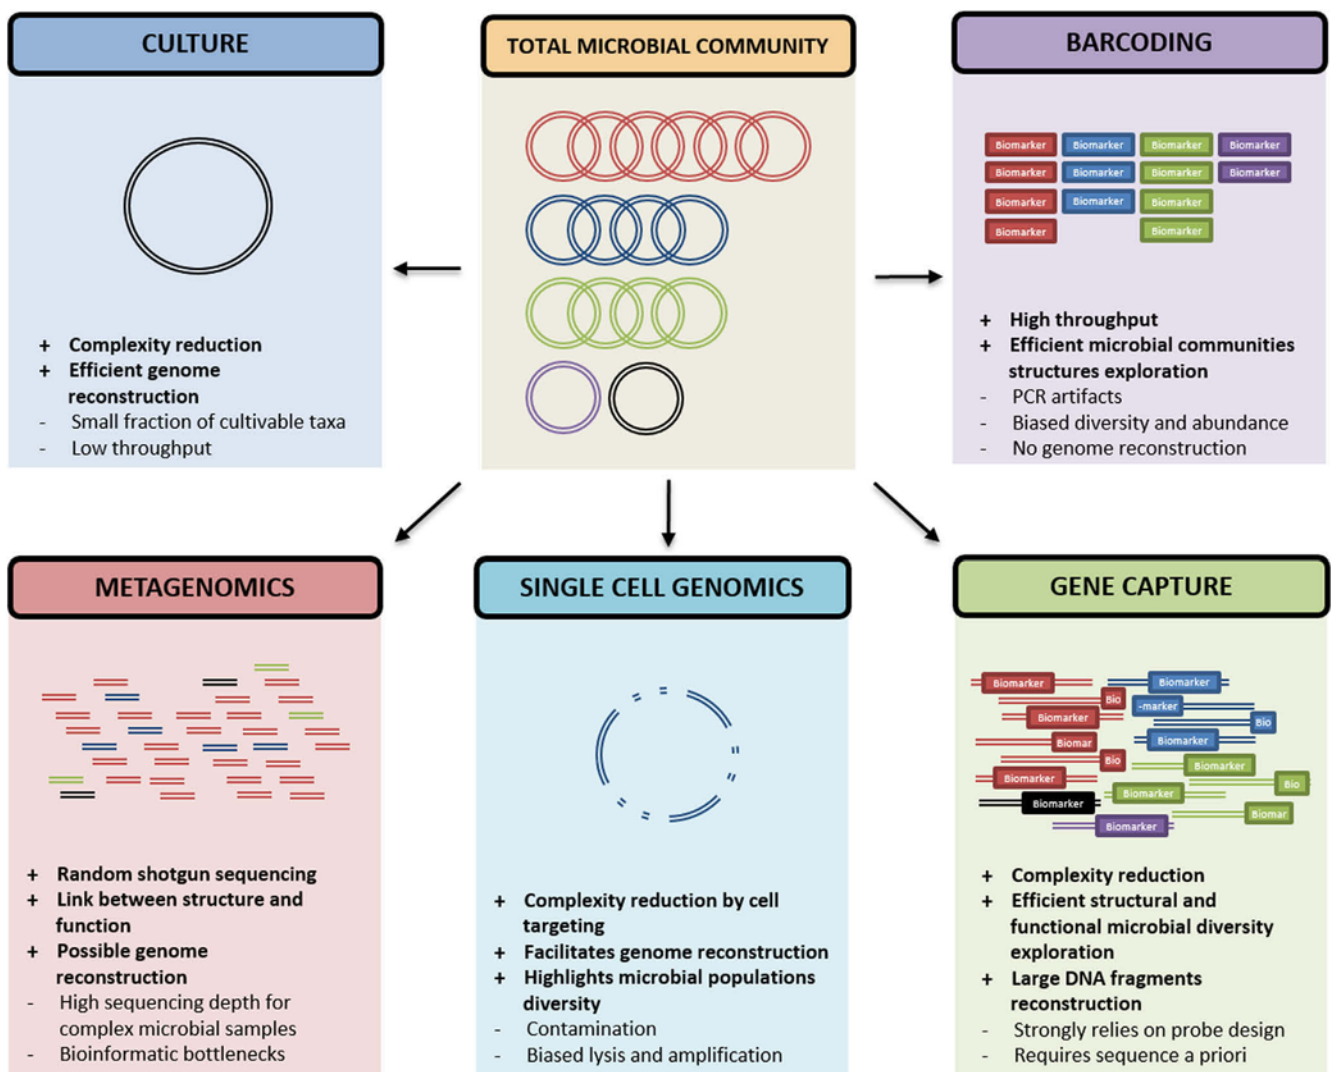 CULTURE
+ Complexity reduction
+ Efficient genome
reconstruction
- Small fraction of cultivable taxa
- Low throughput
TOTAL MICROBIAL COMMUNITY
BARCODING
Biomarker Biomarker Biomarker Biomarker
Biomarker Biomarker Biomarker Biomarker
Biomarker Biomarker Biomarker
Biomarker Biomarker
+ High throughput
+ Efficient microbial communities
structures exploration
- PCR artifacts
- Biased diversity and abundance
- No genome reconstruction
METAGENOMICS
+ Random shotgun sequencing
+ Link between structure and
function
+ Possible genome
reconstruction
- High sequencing depth for
complex microbial samples
- Bioinformatic bottlenecks
SINGLE CELL GENOMICS
+ Complexity reduction by cell
targeting
+ Facilitates genome reconstruction
+ Highlights microbial populations
diversity
- Contamination
- Biased lysis and amplification
GENE CAPTURE
Biomarker Biomarker
Bio -marker
Biomarker Bio
Biomar Biomarker
Bio Biomarker
Biomarker Bio
Biomarker Biomarker
Biomarker Biomar
+ Complexity reduction
+ Efficient structural and
functional microbial diversity
exploration
+ Large DNA fragments
reconstruction
- Strongly relies on probe design
- Requires sequence a priori